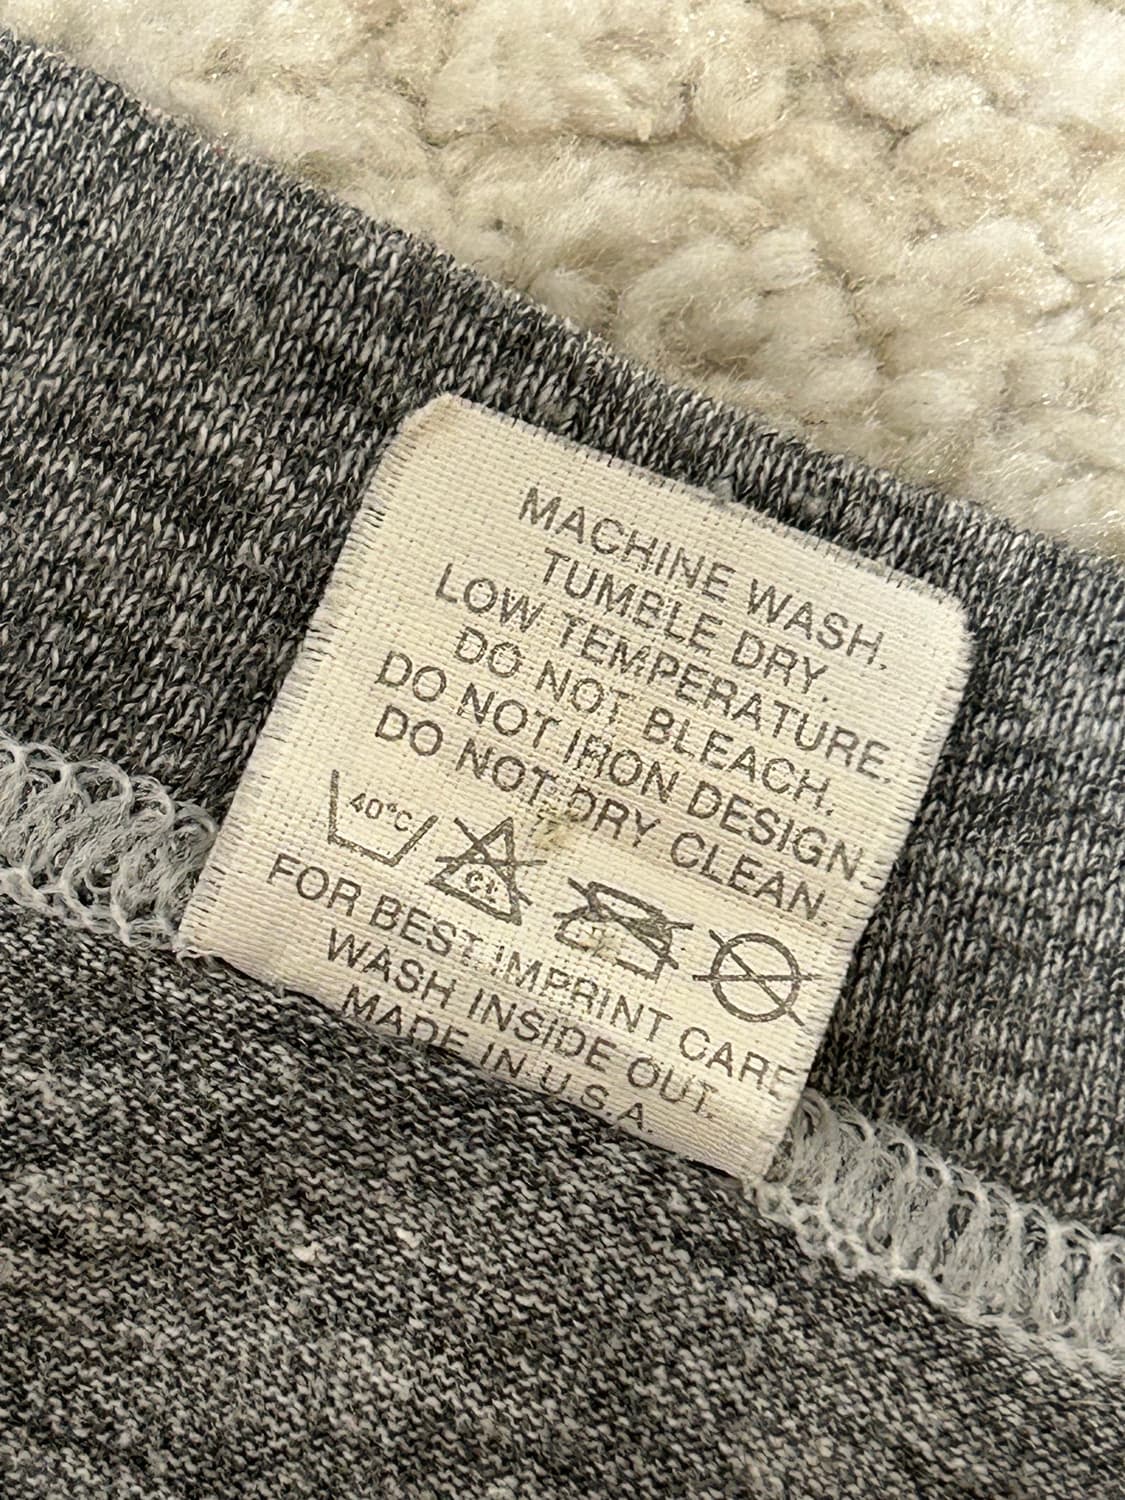 MACHINE WASH.
TUMBLE DRY.
LOW TEMPERATURE.
DO NOT BLEACH.
DO NOT IRON DESIGN
DO NOT DRY CLEAN.
40°C CL
FOR BEST IMPRINT CARE
WASH INSIDE OUT.
MADE IN U.S.A.